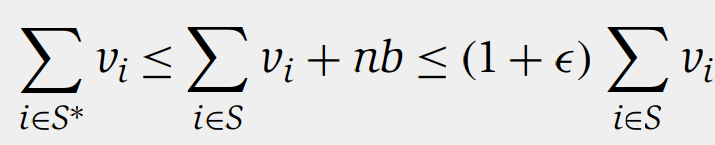 ∑_{i∈S*} v_i ≤ ∑_{i∈S} v_i + nb ≤ (1 + ϵ) ∑_{i∈S} v_i